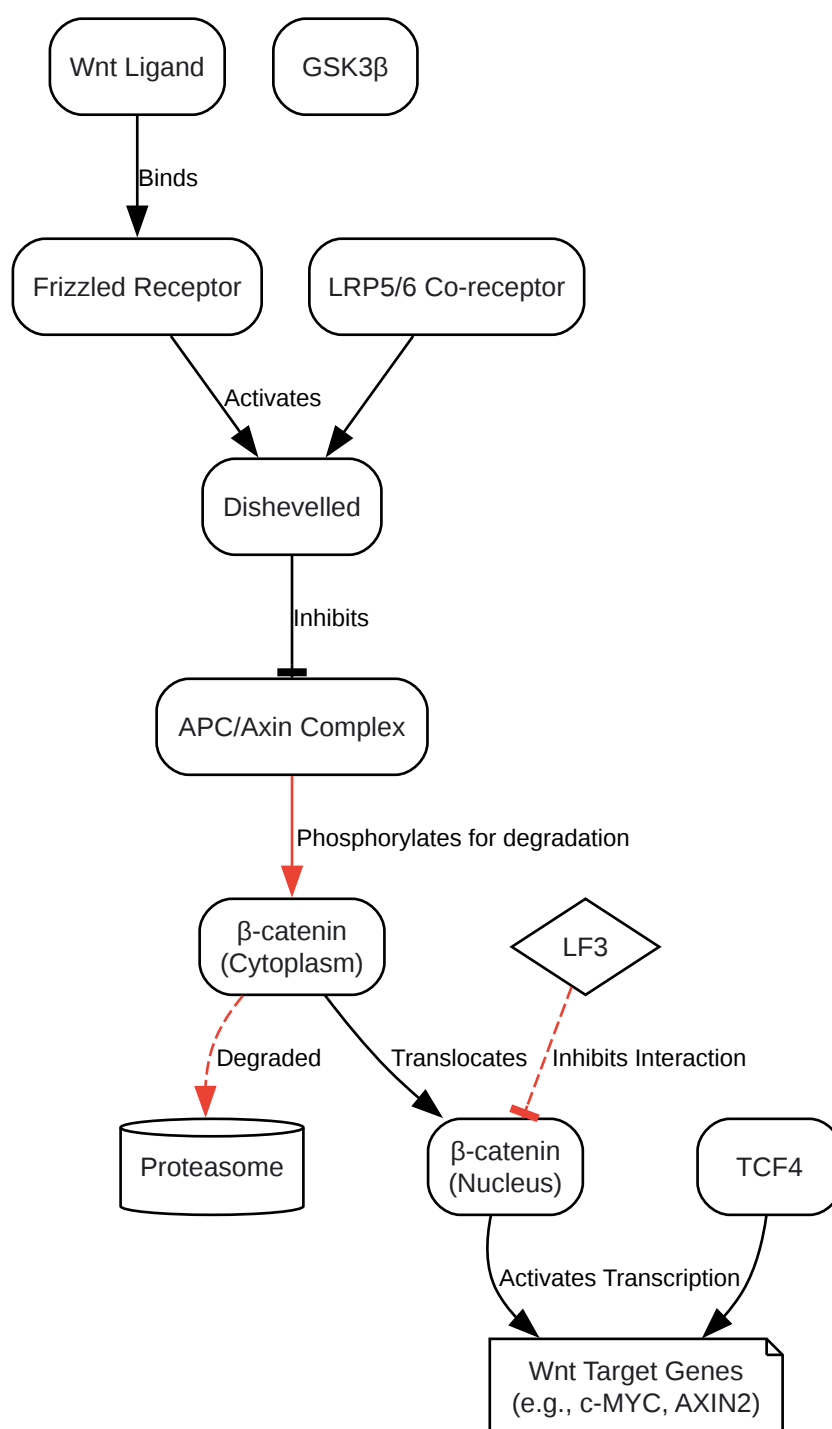 Wnt Ligand
GSK3β
Binds
Frizzled Receptor
LRP5/6 Co-receptor
Activates
Dishevelled
Inhibits
APC/Axin Complex
Phosphorylates for degradation
β-catenin
(Cytoplasm)
LF3
Degraded
Translocates
Inhibits Interaction
Proteasome
β-catenin
(Nucleus)
TCF4
Activates Transcription
Wnt Target Genes
(e.g., c-MYC, AXIN2)